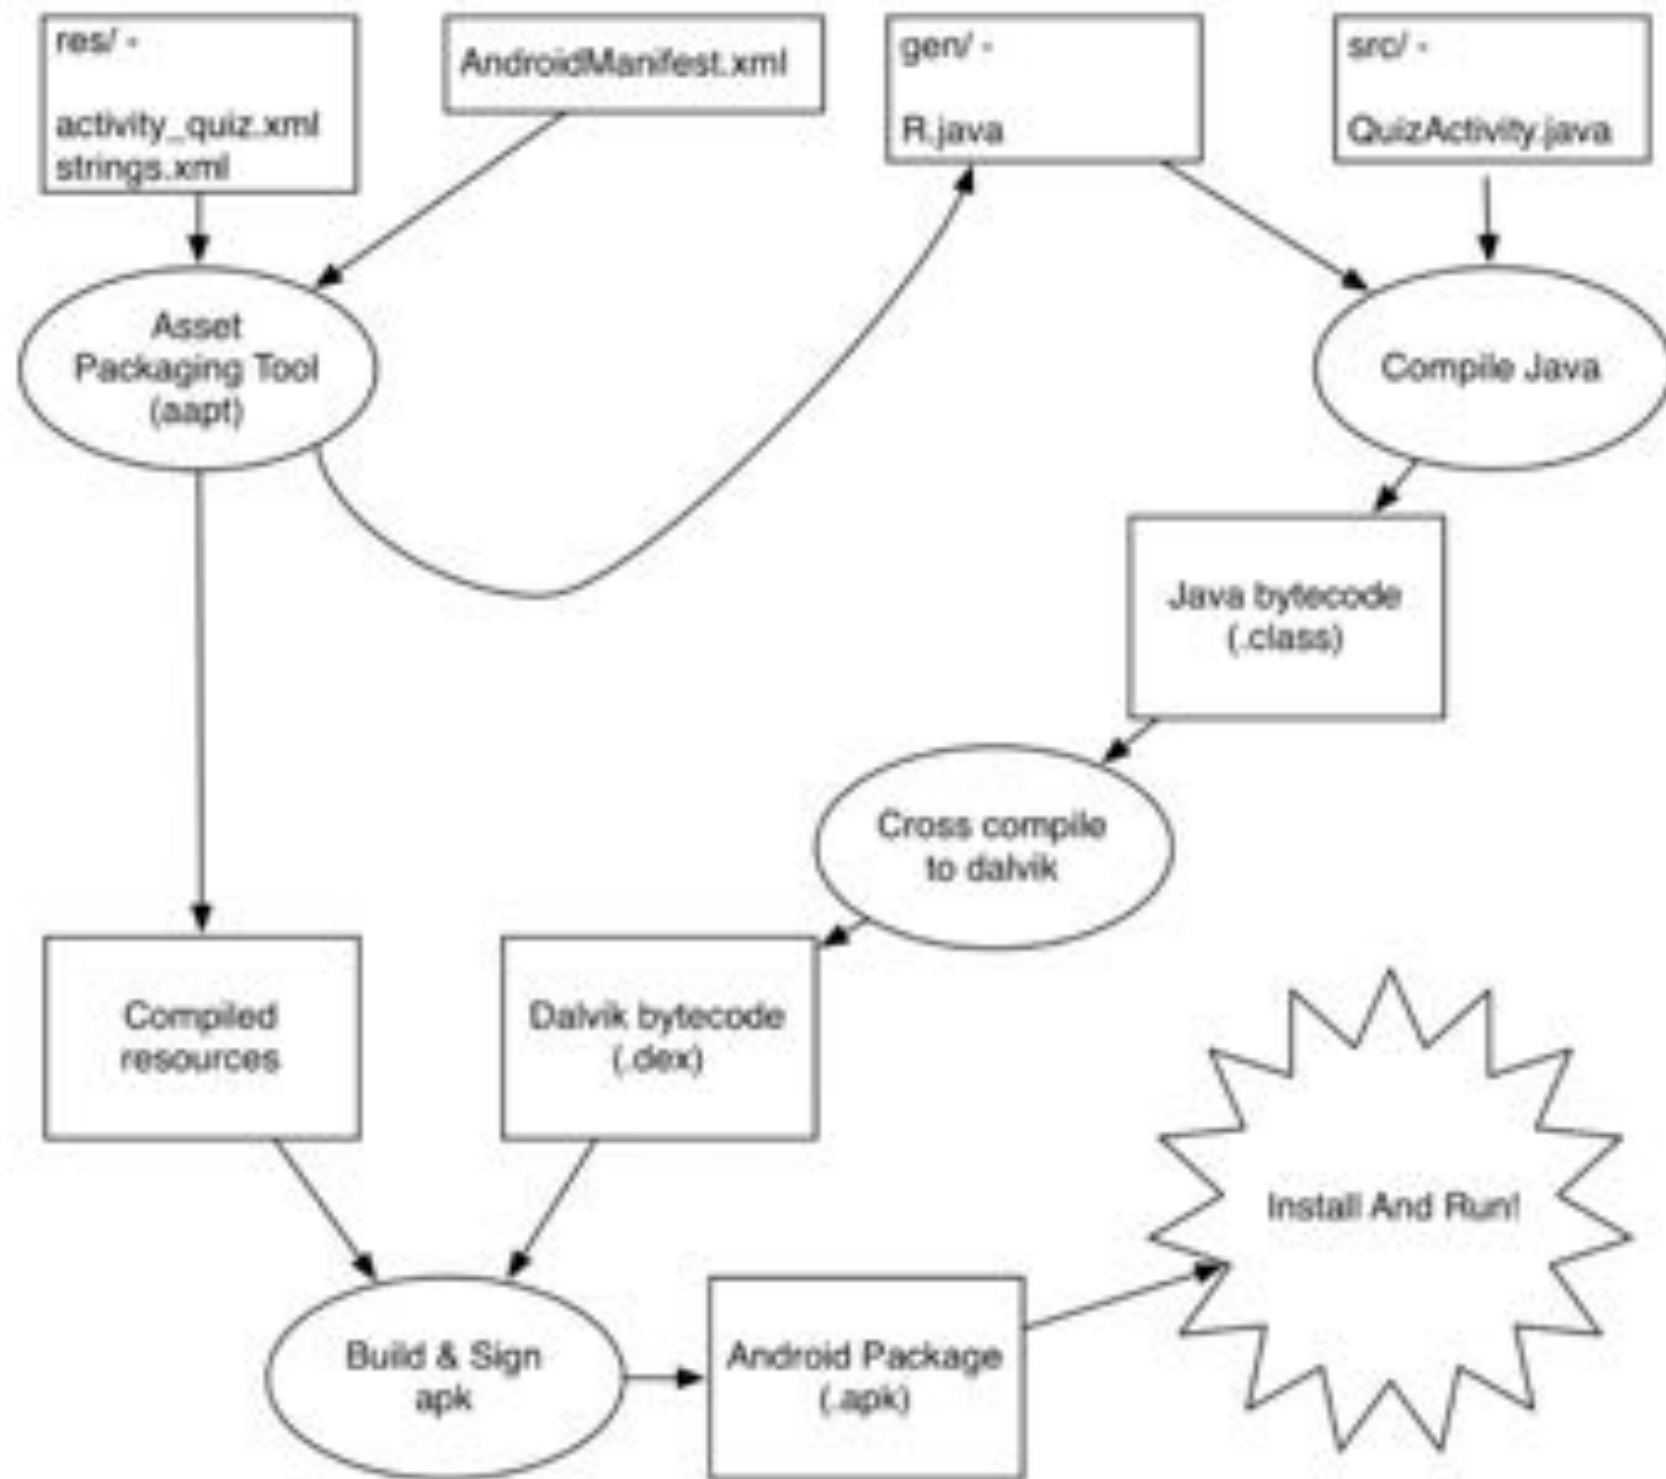 res/ -
activity_quiz.xml
strings.xml
AndroidManifest.xml
gen/ -
R.java
src/ -
QuizActivity.java
Asset
Packaging Tool
(aapt)
Compile Java
Java bytecode
(.class)
Cross compile
to dalvik
Compiled
resources
Dalvik bytecode
(.dex)
Install And Run!
Build & Sign
apk
Android Package
(.apk)